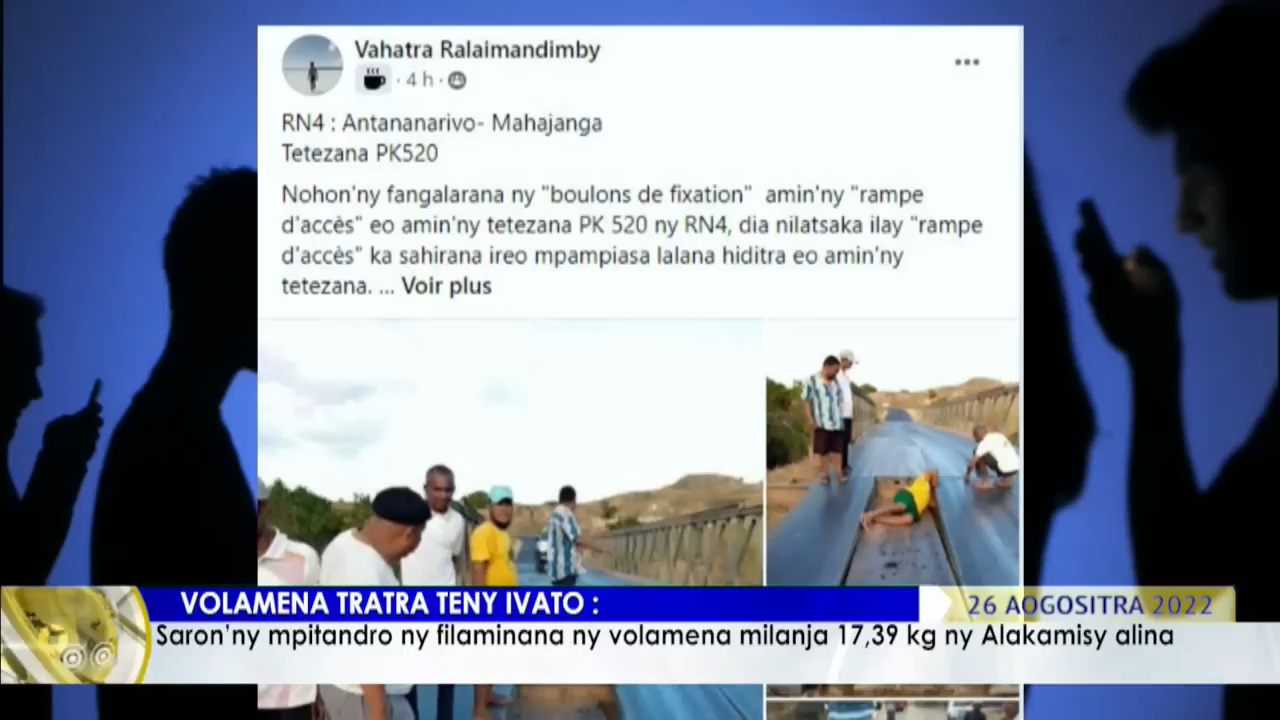 Vahatra Ralaimandimby
· 4 h ·
RN4 : Antananarivo- Mahajanga
Tetezana PK520
Nohon'ny fangalarana ny "boulons de fixation" amin'ny "rampe
d'accès" eo amin'ny tetezana PK 520 ny RN4, dia nilatsaka ilay "rampe
d'accès" ka sahirana ireo mpampiasa lalana hiditra eo amin'ny
tetezana. ... Voir plus
VOLAMENA TRATRA TENY IVATO :
26 AOGOSITRA 2022
Saron'ny mpitandro ny filaminana ny volamena milanja 17,39 kg ny Alakamisy alina